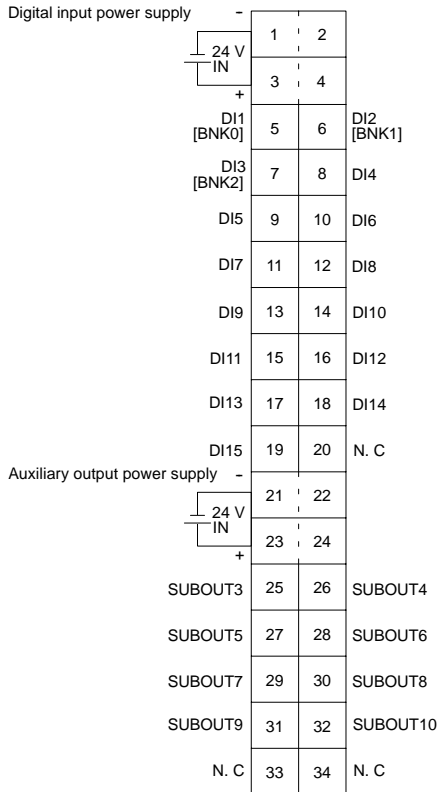 Digital input power supply -
1 2
24 V
IN
3 4
+
DI1
[BNK0] 5 6 DI2
[BNK1]
DI3
[BNK2] 7 8 DI4
DI5 9 10 DI6
DI7 11 12 DI8
DI9 13 14 DI10
DI11 15 16 DI12
DI13 17 18 DI14
DI15 19 20 N. C
Auxiliary output power supply -
21 22
24 V
IN
23 24
+
SUBOUT3 25 26 SUBOUT4
SUBOUT5 27 28 SUBOUT6
SUBOUT7 29 30 SUBOUT8
SUBOUT9 31 32 SUBOUT10
N. C 33 34 N. C